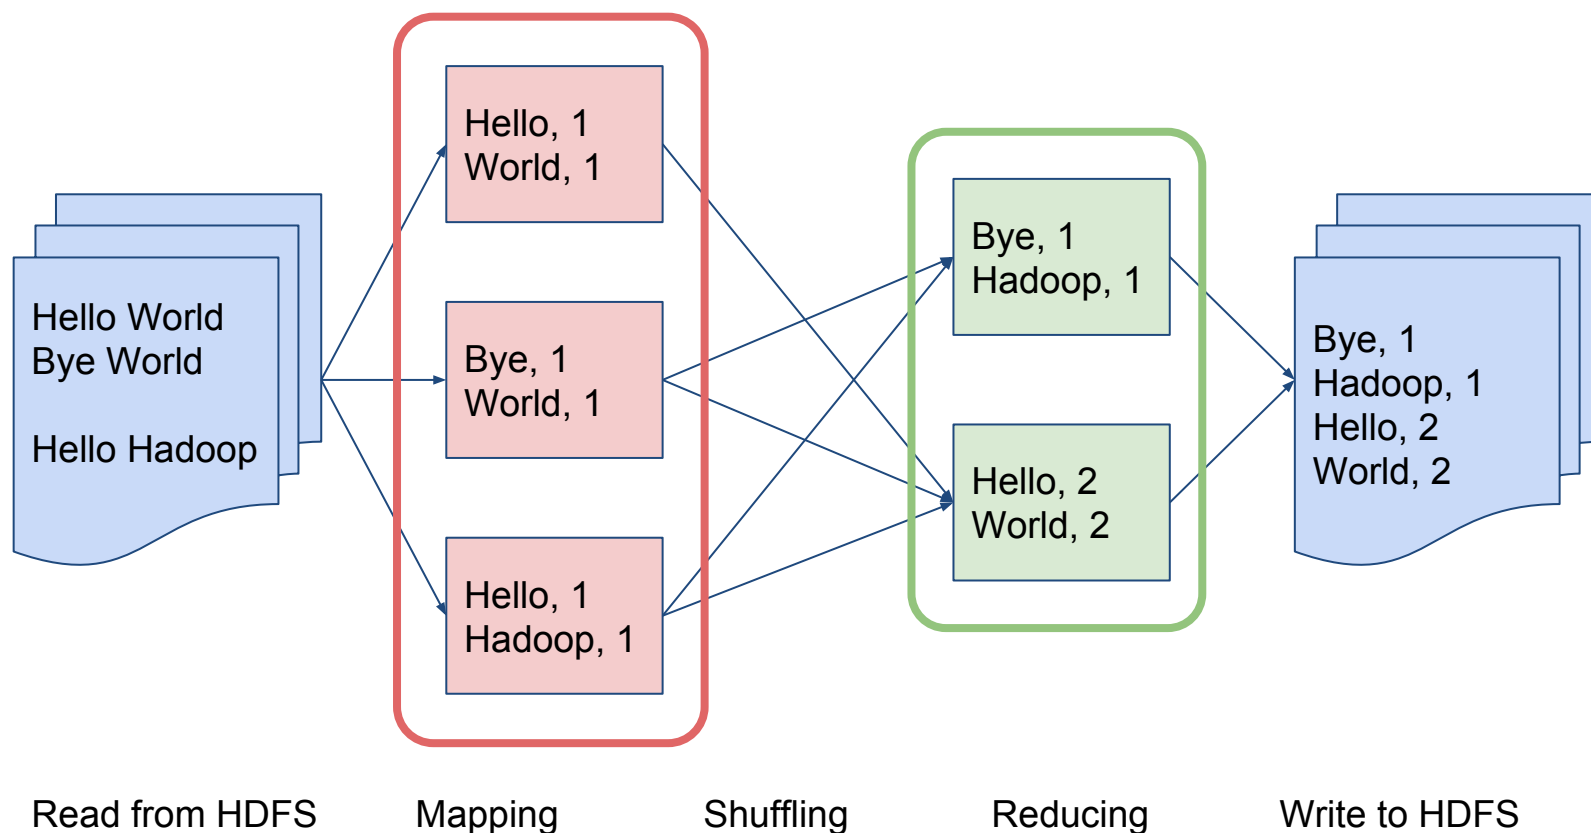 Hello World
Bye World
Hello Hadoop
Hello, 1
World, 1
Bye, 1
World, 1
Hello, 1
Hadoop, 1
Bye, 1
Hadoop, 1
Hello, 2
World, 2
Bye, 1
Hadoop, 1
Hello, 2
World, 2
Read from HDFS
Mapping
Shuffling
Reducing
Write to HDFS